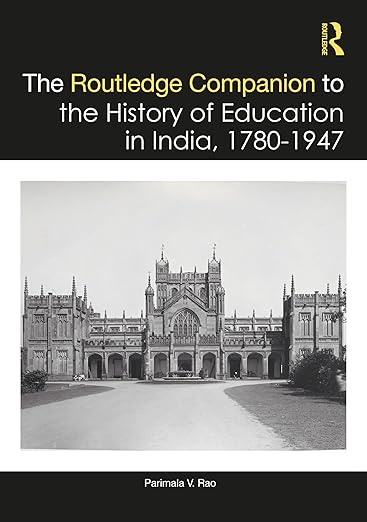 ROUTLEDGE
The Routledge Companion to
the History of Education
in India, 1780-1947
Parimala V. Rao